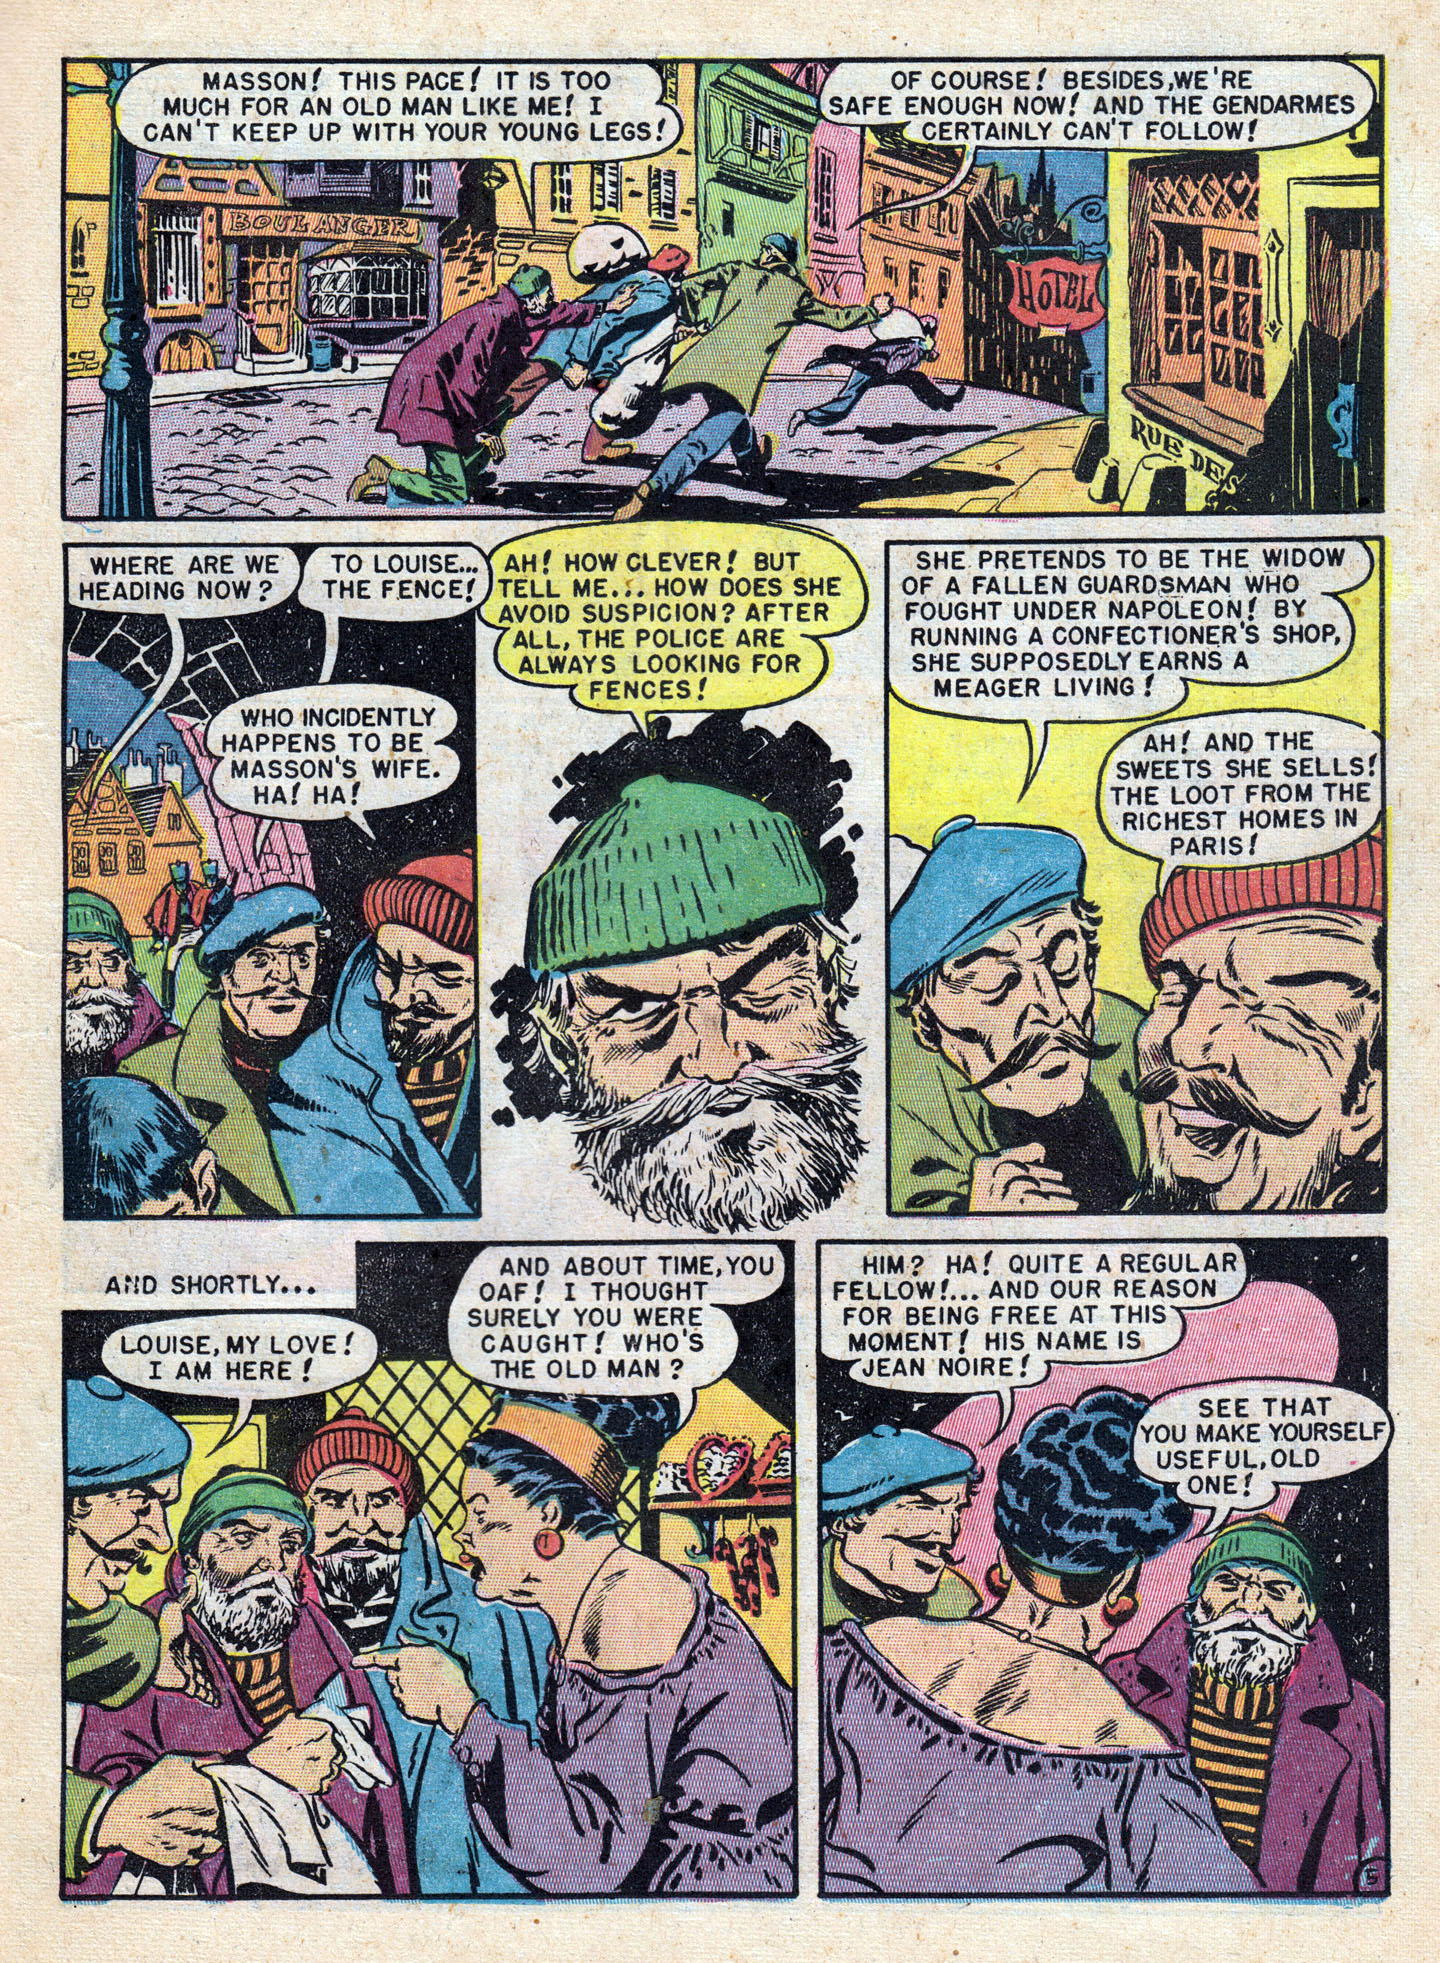 MASSON! THIS PACE! IT IS TOO
MUCH FOR AN OLD MAN LIKE ME! I
CAN'T KEEP UP WITH YOUR YOUNG LEGS!
OF COURSE! BESIDES, WE'RE
SAFE ENOUGH NOW! AND THE GENDARMES
CERTAINLY CAN'T FOLLOW!
BOULANGER
HOTEL
RUE DES
WHERE ARE WE
HEADING NOW?
TO LOUISE...
THE FENCE!
WHO INCIDENTLY
HAPPENS TO BE
MASSON'S WIFE.
HA! HA!
AH! HOW CLEVER! BUT
TELL ME... HOW DOES SHE
AVOID SUSPICION? AFTER
ALL, THE POLICE ARE
ALWAYS LOOKING FOR
FENCES!
SHE PRETENDS TO BE THE WIDOW
OF A FALLEN GUARDSMAN WHO
FOUGHT UNDER NAPOLEON! BY
RUNNING A CONFECTIONER'S SHOP,
SHE SUPPOSEDLY EARNS A
MEAGER LIVING!
AH! AND THE
SWEETS SHE SELLS!
THE LOOT FROM THE
RICHEST HOMES IN
PARIS!
AND SHORTLY...
LOUISE, MY LOVE!
I AM HERE!
AND ABOUT TIME, YOU
OAF! I THOUGHT
SURELY YOU WERE
CAUGHT! WHO'S
THE OLD MAN?
HIM? HA! QUITE A REGULAR
FELLOW!... AND OUR REASON
FOR BEING FREE AT THIS
MOMENT! HIS NAME IS
JEAN NOIRE!
SEE THAT
YOU MAKE YOURSELF
USEFUL, OLD
ONE!
5